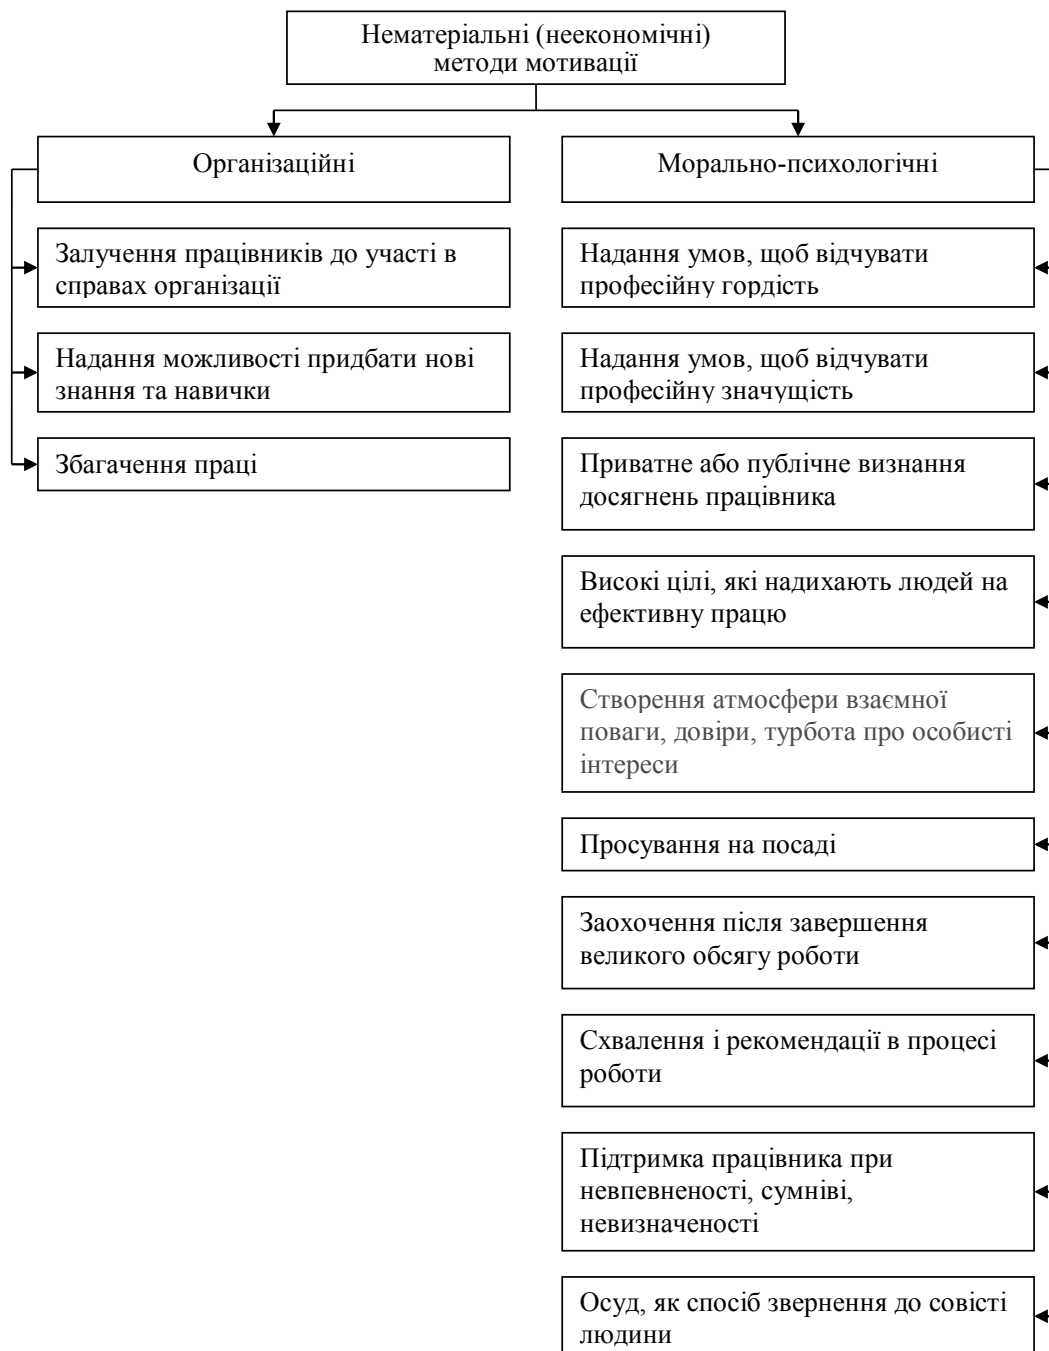 Нематеріальні (неекономічні)
методи мотивації
Організаційні
Залучення працівників до участі в
справах організації
Надання можливості придбати нові
знання та навички
Збагачення праці
Морально-психологічні
Надання умов, щоб відчувати
професійну гордість
Надання умов, щоб відчувати
професійну значущість
Приватне або публічне визнання
досягнень працівника
Високі цілі, які надихають людей на
ефективну працю
Створення атмосфери взаємної
поваги, довіри, турбота про особисті
інтереси
Просування на посаді
Заохочення після завершення
великого обсягу роботи
Схвалення і рекомендації в процесі
роботи
Підтримка працівника при
невпевненості, сумніві,
невизначеності
Осуд, як спосіб звернення до совісті
людини